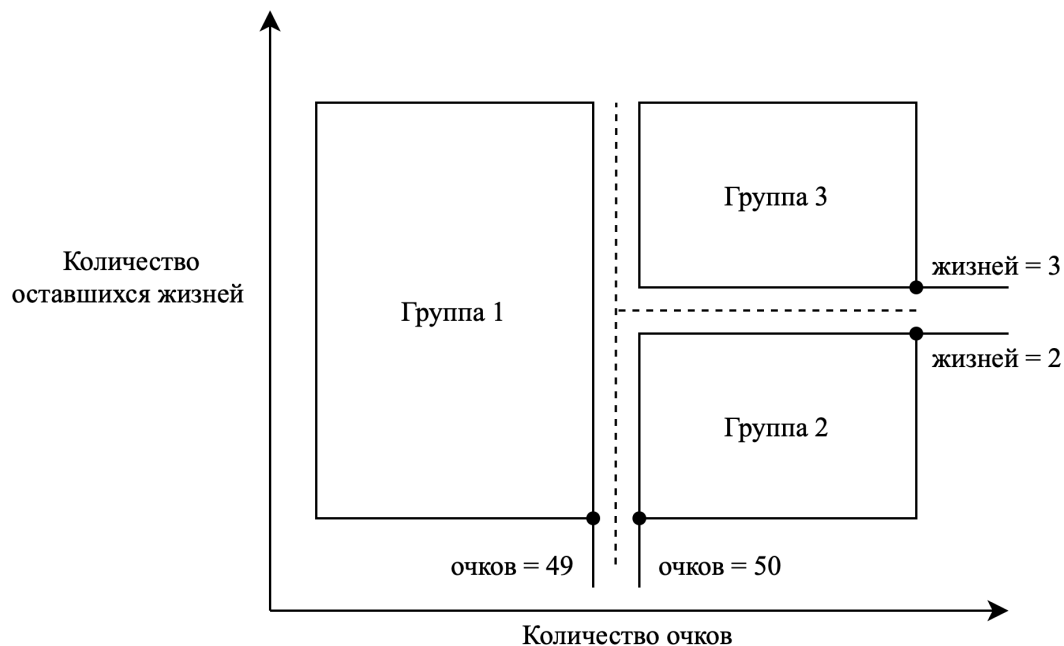 Группа 3
Количество
оставшихся жизней
жизней = 3
Группа 1
жизней = 2
Группа 2
очков = 49
очков = 50
Количество очков